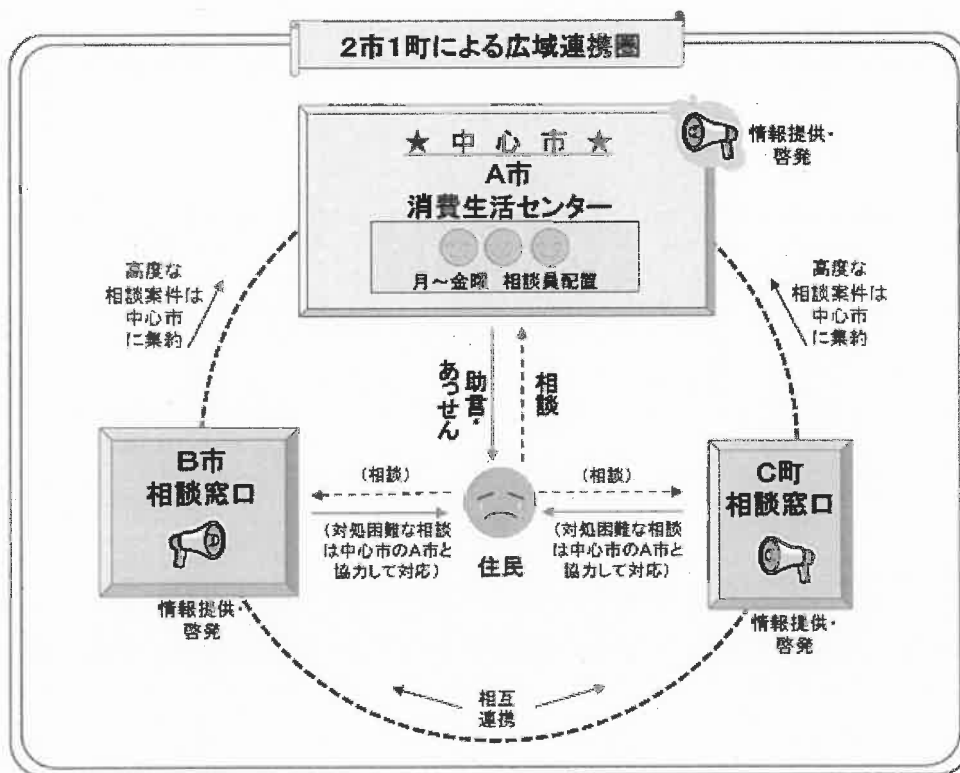 2市1町による広域連携圏
★ 中 心 市 ★
A市
消費生活センター
月～金曜 相談員配置
情報提供・
啓発
高度な
相談案件は
中心市
に集約
高度な
相談案件は
中心市
に集約
助言・
あっせん
相談
B市
相談窓口
情報提供・
啓発
(相談)
(対処困難な相談
は中心市のA市と
協力して対応)
住民
(相談)
(対処困難な相談
は中心市のA市と
協力して対応)
C町
相談窓口
情報提供・
啓発
相互
連携